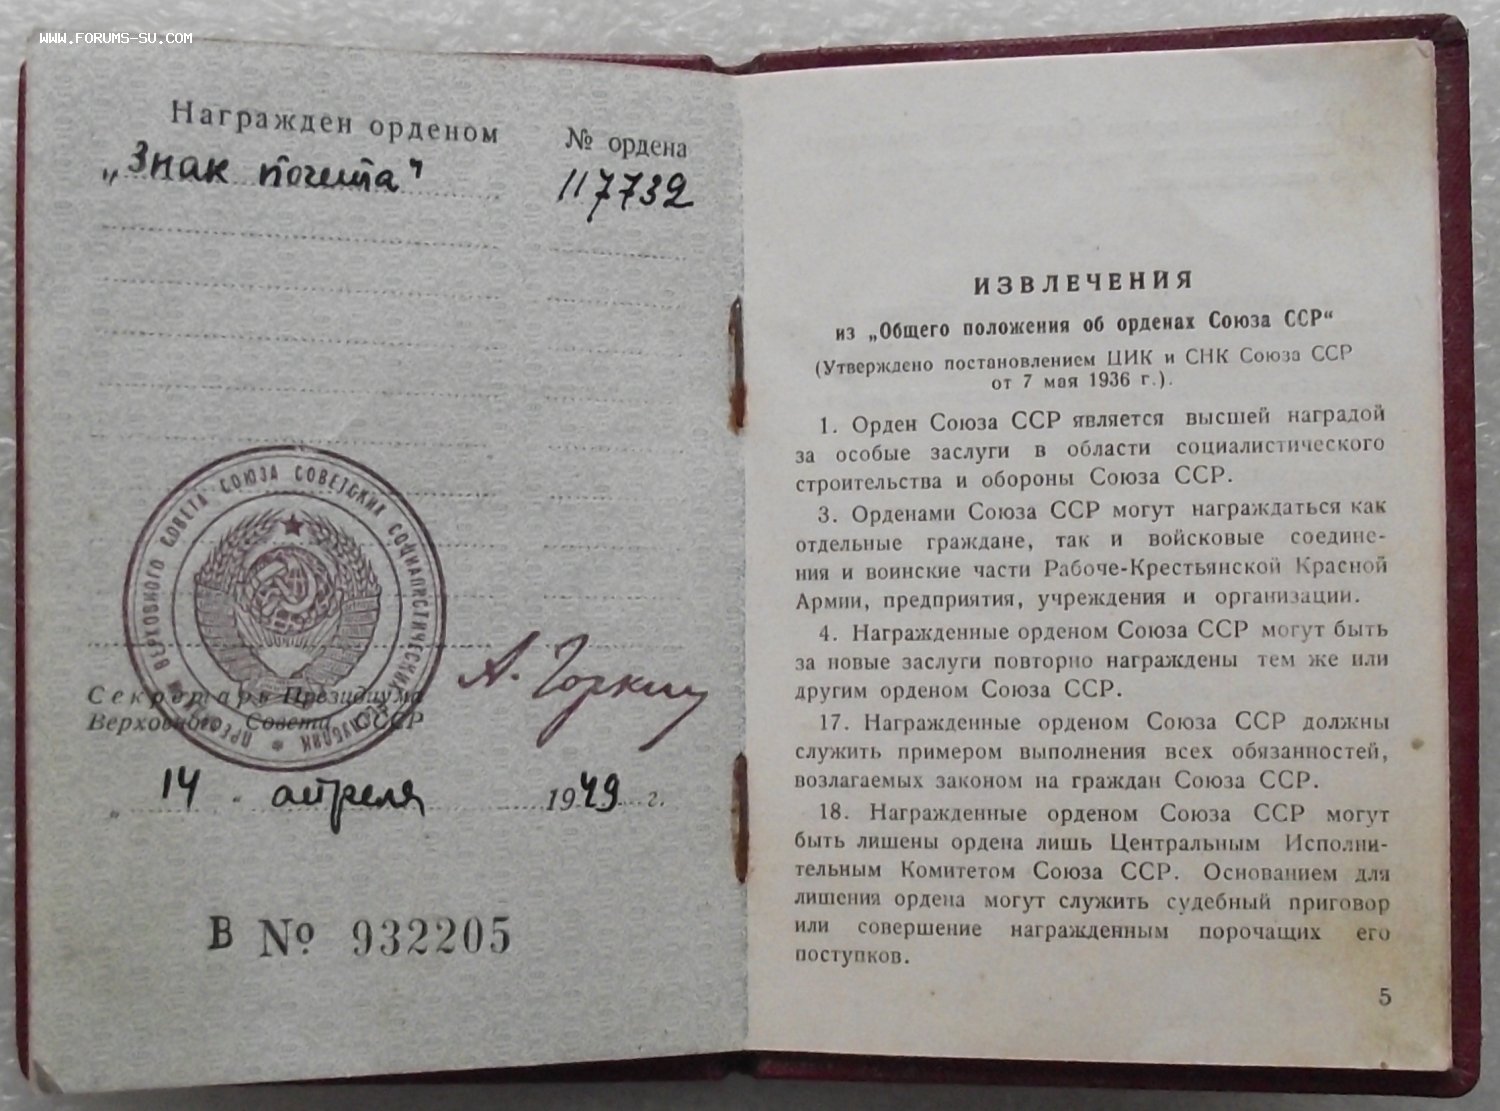 WWW.FORUMS-SU.COM
Награжден орденом
№ ордена
„Знак почета"
117732
ПРЕЗИДИУМ ВЕРХОВНОГО СОВЕТА СОЮЗА СОВЕТСКИХ СОЦИАЛИСТИЧЕСКИХ РЕСПУБЛИК
Секретарь Президиума
Верховного Совета СССР
А. Горкин
„ 14 . апреля 1949 г.
В № 932205
ИЗВЛЕЧЕНИЯ
из „Общего положения об орденах Союза ССР“
(Утверждено постановлением ЦИК и СНК Союза ССР
от 7 мая 1936 г.).
1. Орден Союза ССР является высшей наградой
за особые заслуги в области социалистического
строительства и обороны Союза ССР.
3. Орденами Союза ССР могут награждаться как
отдельные граждане, так и войсковые соедине-
ния и воинские части Рабоче-Крестьянской Красной
Армии, предприятия, учреждения и организации.
4. Награжденные орденом Союза ССР могут быть
за новые заслуги повторно награждены тем же или
другим орденом Союза ССР.
17. Награжденные орденом Союза ССР должны
служить примером выполнения всех обязанностей,
возлагаемых законом на граждан Союза ССР.
18. Награжденные орденом Союза ССР могут
быть лишены ордена лишь Центральным Исполни-
тельным Комитетом Союза ССР. Основанием для
лишения ордена могут служить судебный приговор
или совершение награжденным порочащих его
поступков.
5